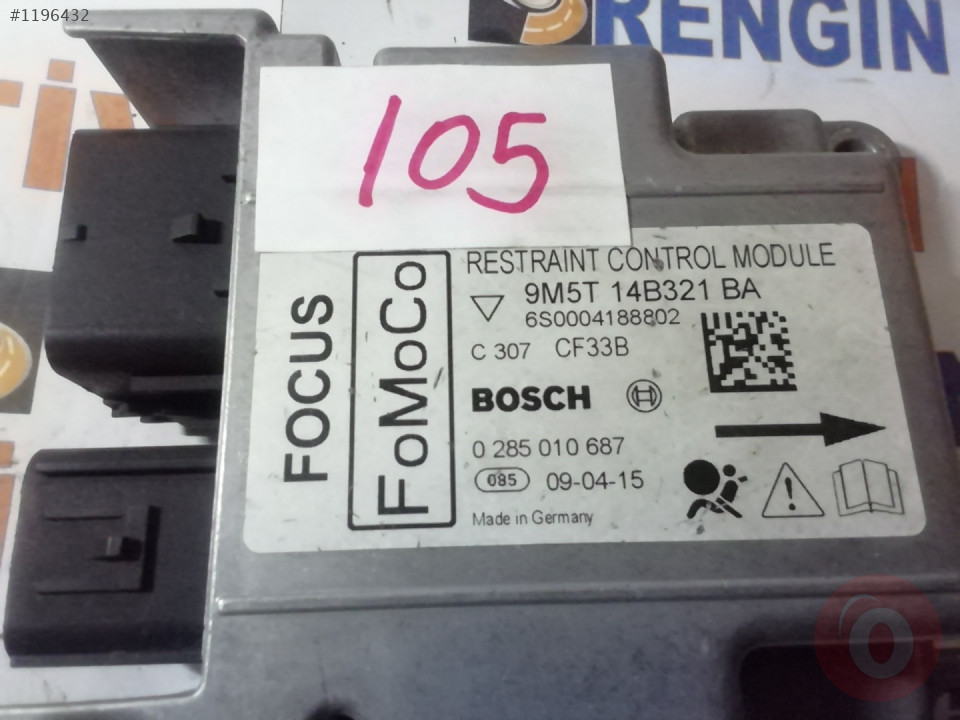 #1196432
RENGIN
105
RESTRAINT CONTROL MODULE
9M5T 14B321 BA
6S0004188802
C 307 CF33B
BOSCH
0 285 010 687
085 09-04-15
Made in Germany
FOCUS
FoMoCo